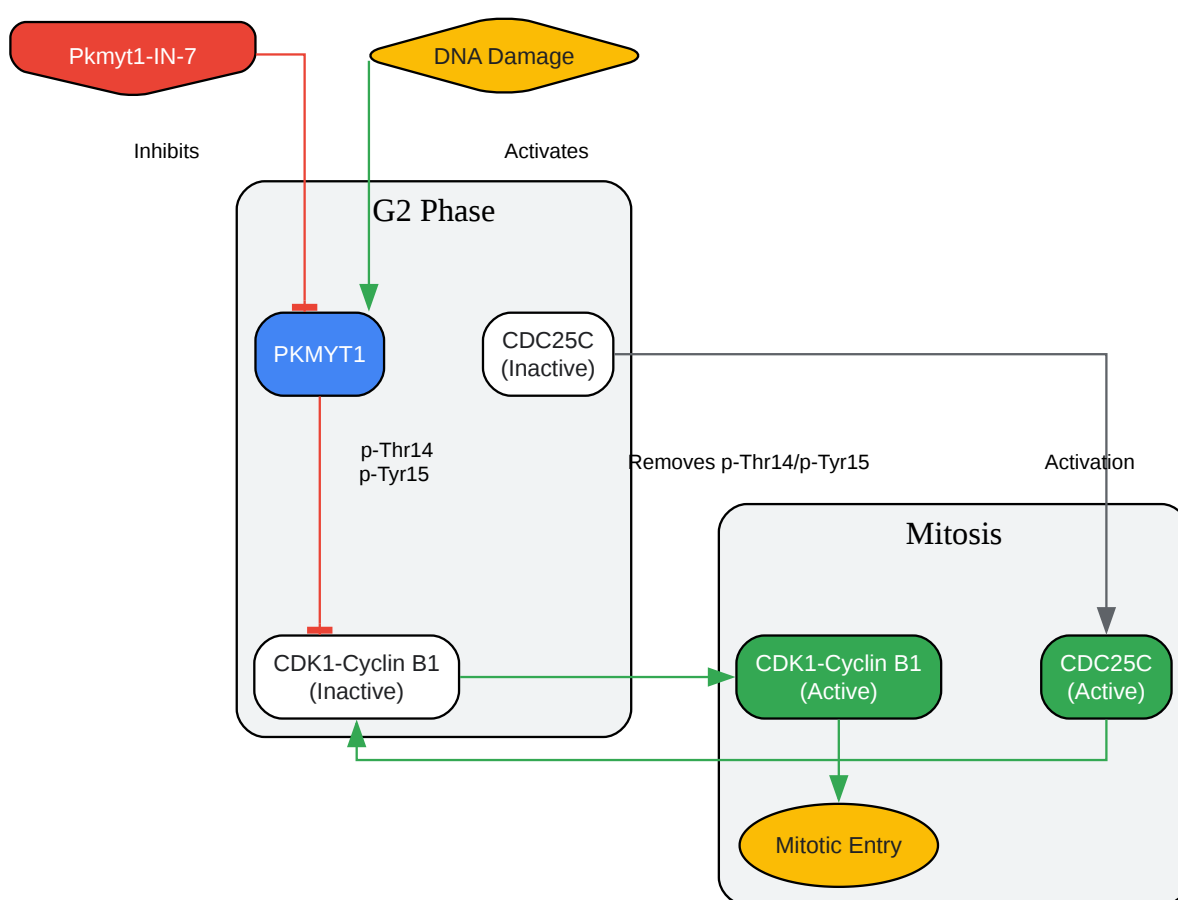 Pkmyt1-IN-7
DNA Damage
Inhibits
Activates
G2 Phase
PKMYT1
CDC25C
(Inactive)
p-Thr14
p-Tyr15
Removes p-Thr14/p-Tyr15
Activation
Mitosis
CDK1-Cyclin B1
(Inactive)
CDK1-Cyclin B1
(Active)
CDC25C
(Active)
Mitotic Entry